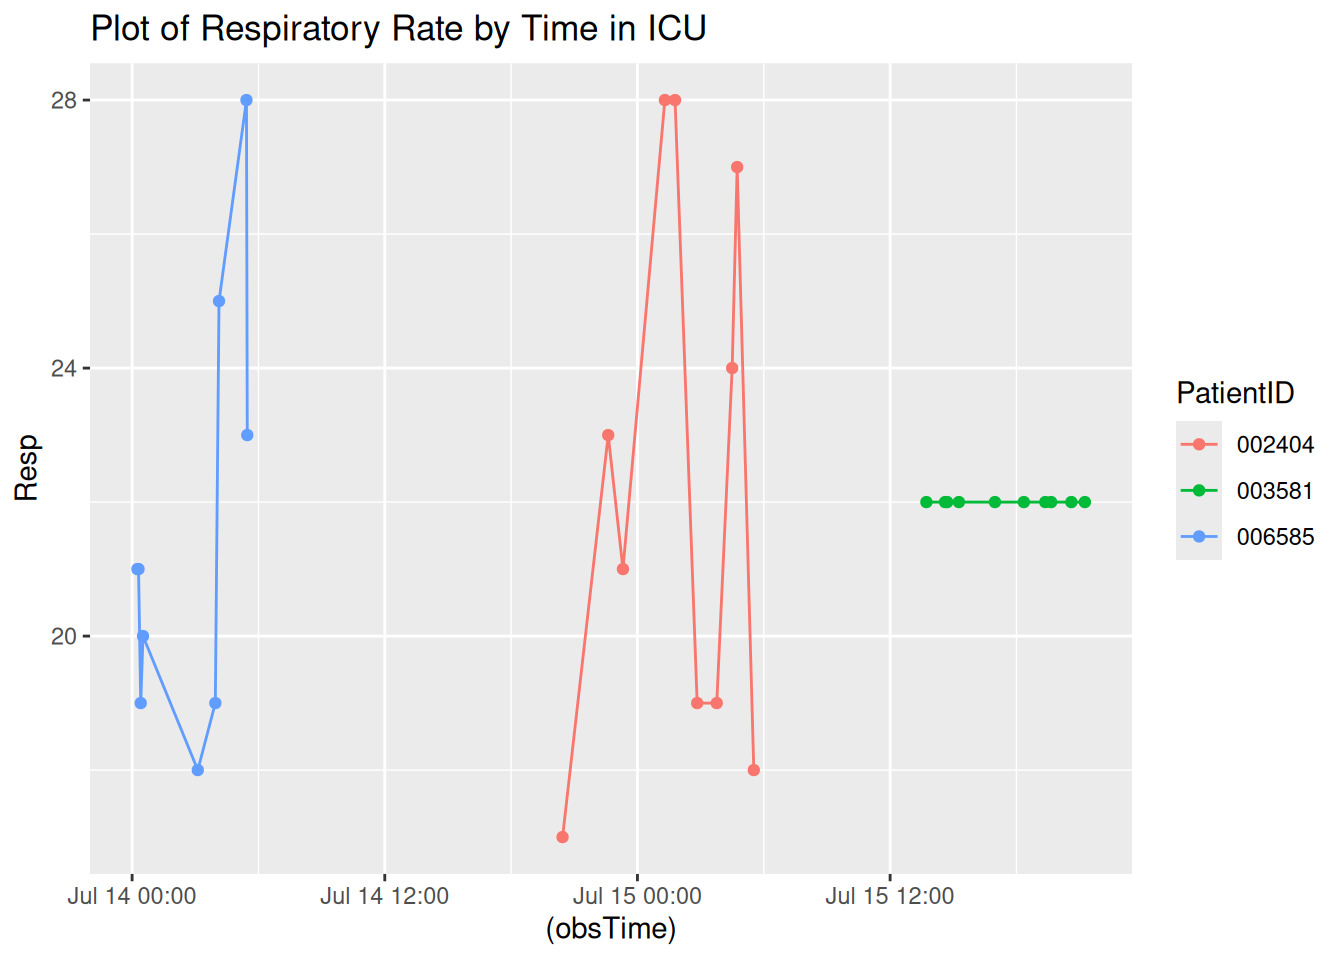 Plot of Respiratory Rate by Time in ICU
28
24
20
Resp
Jul 14 00:00
Jul 14 12:00
Jul 15 00:00
Jul 15 12:00
(obsTime)
PatientID
002404
003581
006585